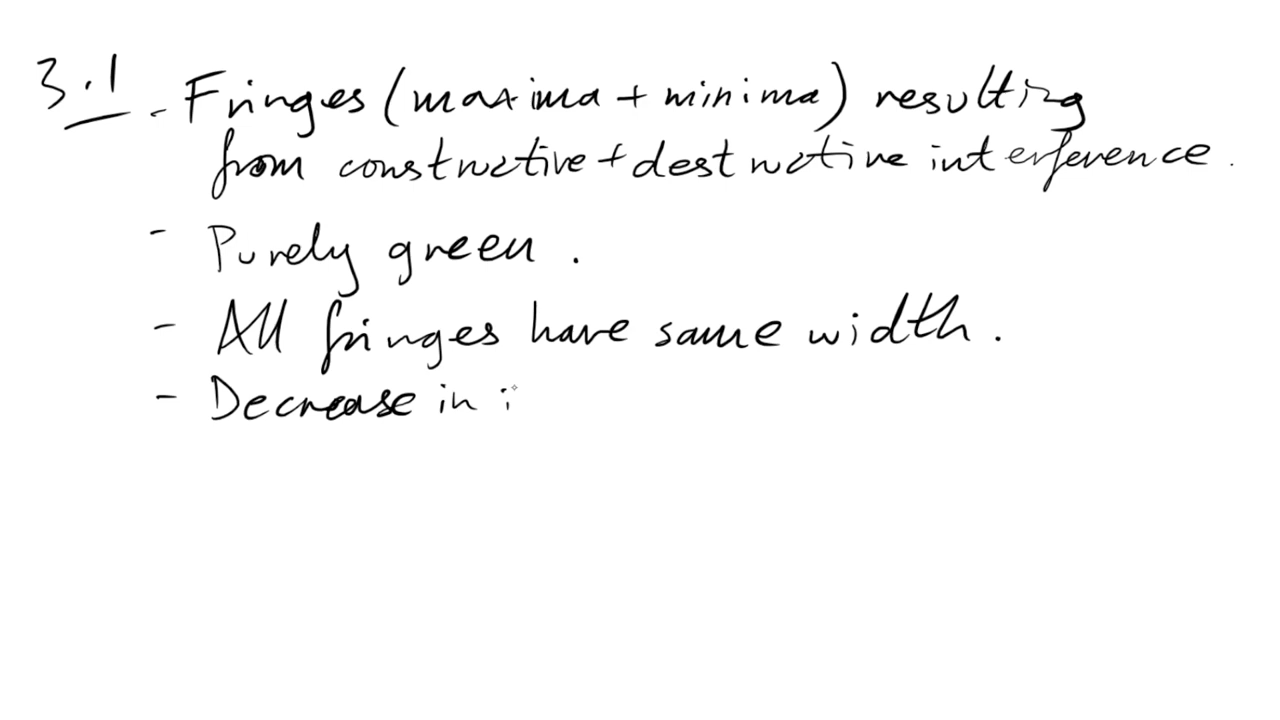 3.1 - Fringes (maxima + minima) resulting
from constructive + destructive interference.
- Purely green.
- All fringes have same width.
- Decrease in i